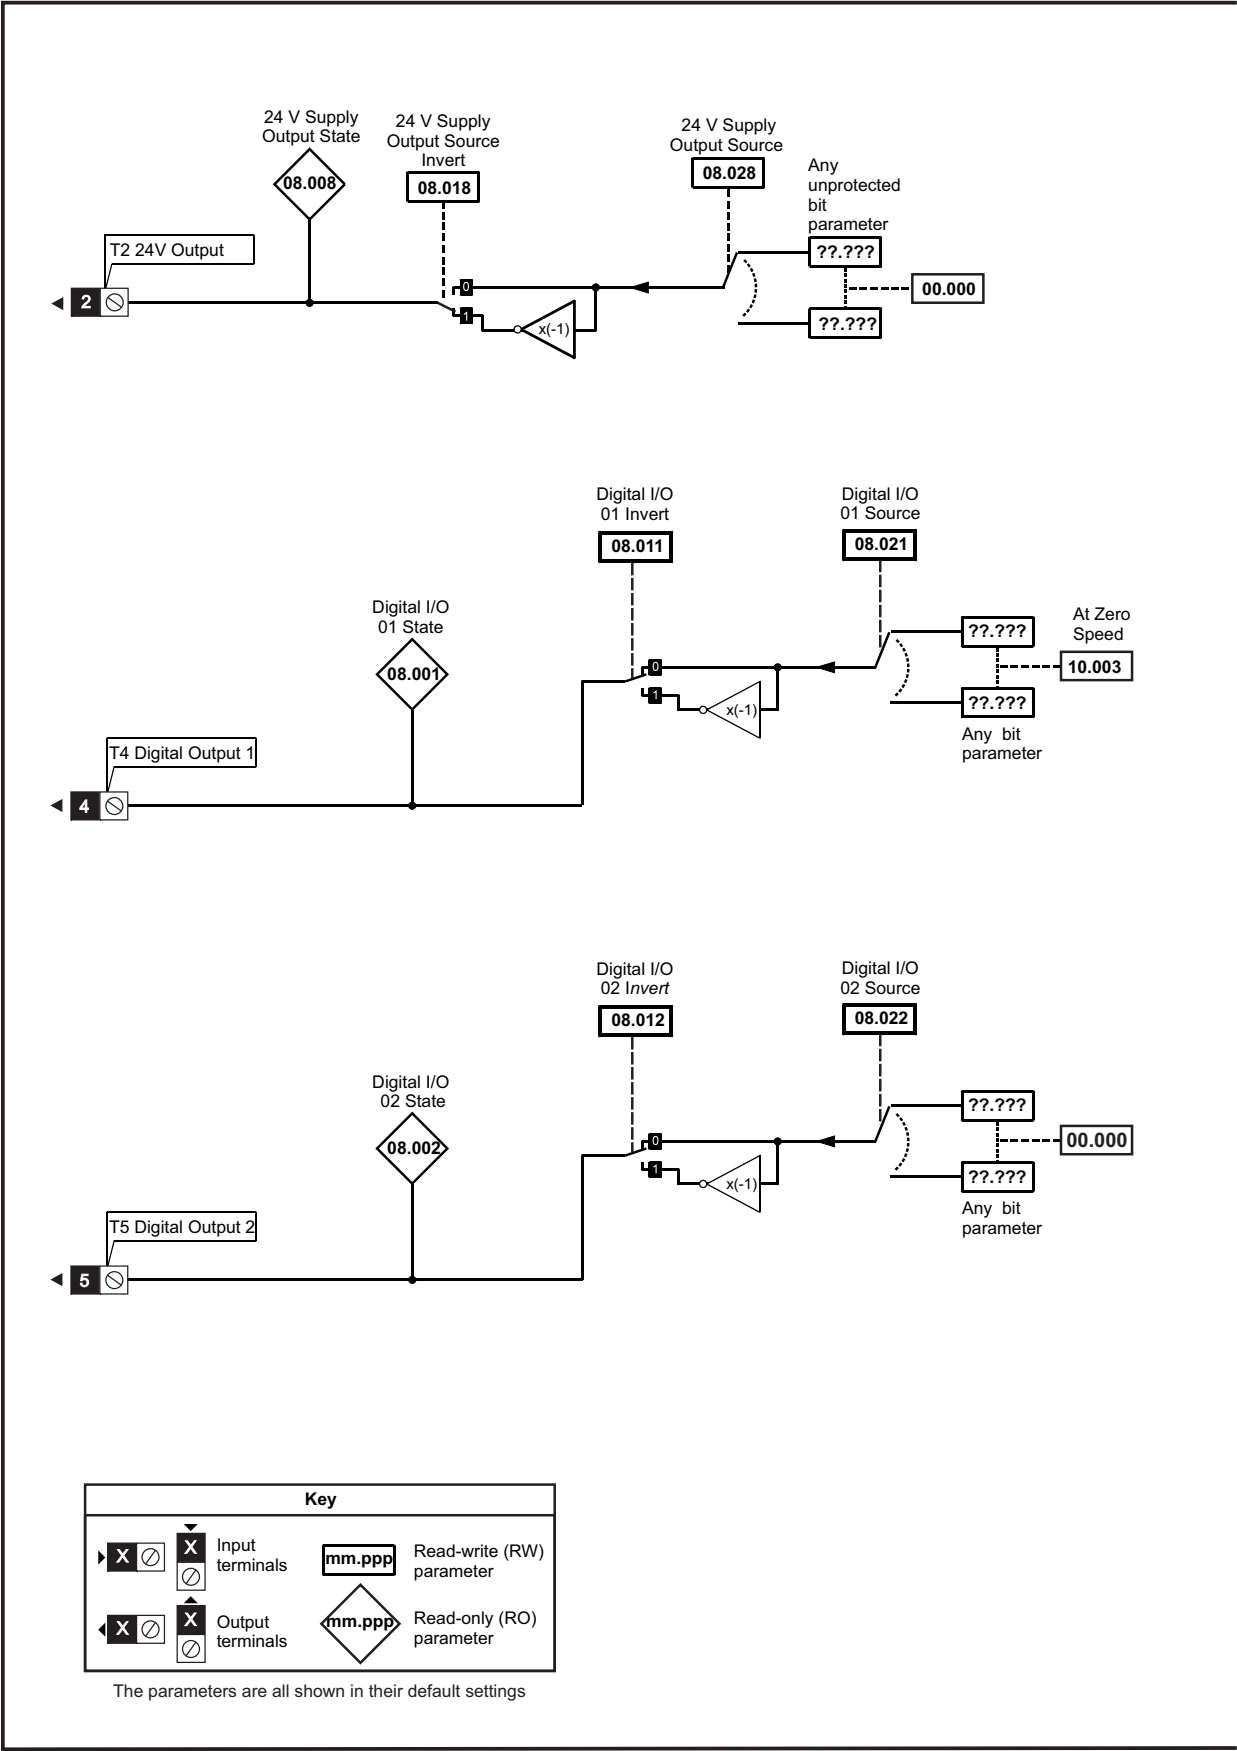 24 V Supply
Output State
08.008
24 V Supply
Output Source
Invert
08.018
24 V Supply
Output Source
08.028
Any
unprotected
bit
parameter
??.???
??.???
00.000
T2 24V Output
2
0
1
x(-1)
Digital I/O
01 Invert
08.011
Digital I/O
01 Source
08.021
Digital I/O
01 State
08.001
0
1
x(-1)
??.???
??.???
Any bit
parameter
At Zero
Speed
10.003
T4 Digital Output 1
4
Digital I/O
02 Invert
08.012
Digital I/O
02 Source
08.022
Digital I/O
02 State
08.002
0
1
x(-1)
??.???
??.???
Any bit
parameter
00.000
T5 Digital Output 2
5
Key
X
X
Input
terminals
mm.ppp
Read-write (RW)
parameter
X
X
Output
terminals
mm.ppp
Read-only (RO)
parameter
The parameters are all shown in their default settings